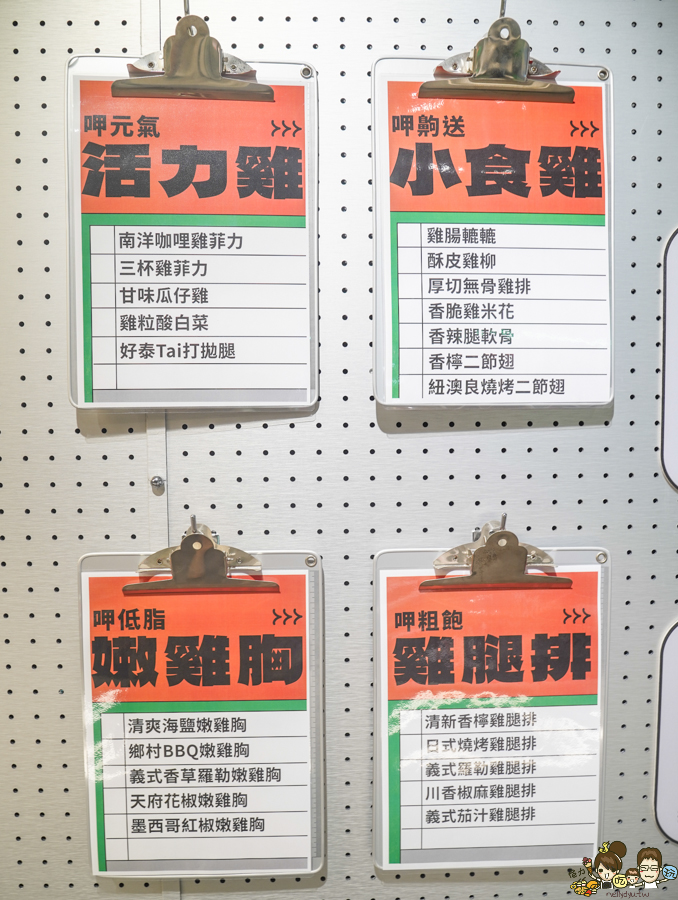 呷元氣
活力雞
南洋咖哩雞菲力
三杯雞菲力
甘味瓜仔雞
雞粒酸白菜
好泰Tai打拋腿
呷齁送
小食雞
雞腸轆轆
酥皮雞柳
厚切無骨雞排
香脆雞米花
香辣腿軟骨
香檸二節翅
紐澳良燒烤二節翅
呷低脂
嫩雞胸
清爽海鹽嫩雞胸
鄉村BBQ嫩雞胸
義式香草羅勒嫩雞胸
天府花椒嫩雞胸
墨西哥紅椒嫩雞胸
呷粗飽
雞腿排
清新香檸雞腿排
日式燒烤雞腿排
義式羅勒雞腿排
川香椒麻雞腿排
義式茄汁雞腿排